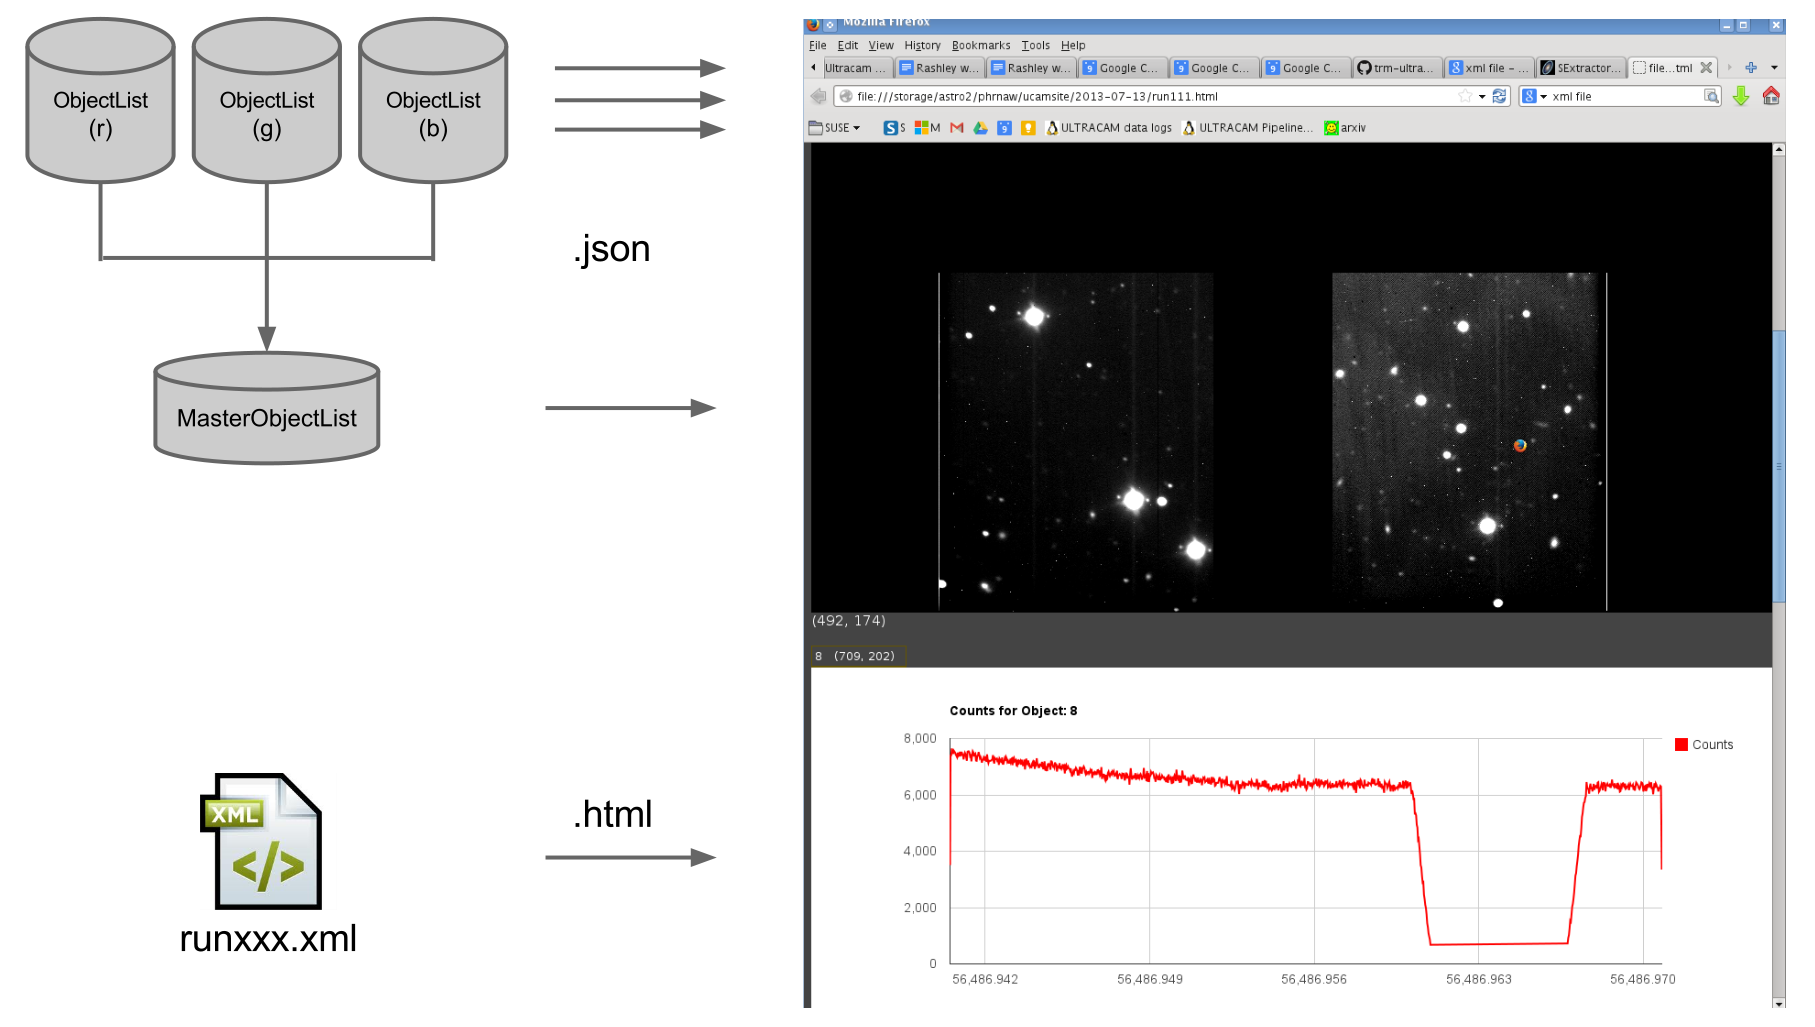 ObjectList
(r)
ObjectList
(g)
ObjectList
(b)
.json
MasterObjectList
XML
</>
runxxx.xml
.html
Mozilla Firefox
File Edit View History Bookmarks Tools Help
Ultracam ... Rashley w... Rashley w... Google C... Google C... Google C... trm-ultra... xml file - ... SExtractor... file...tml
file:///storage/astro2/phrnaw/ucamsite/2013-07-13/run111.html
xml file
SUSE S M ULTRACAM data logs ULTRACAM Pipeline... arxiv
(492, 174)
8 (709, 202)
Counts for Object: 8
Counts
8,000
6,000
4,000
2,000
0
56,486.942 56,486.949 56,486.956 56,486.963 56,486.970